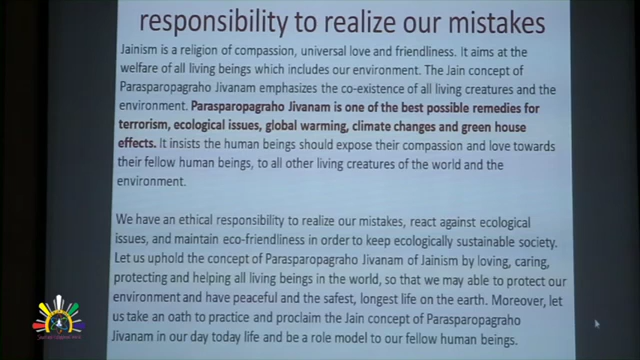 responsibility to realize our mistakes
Jainism is a religion of compassion, universal love and friendliness. It aims at the
welfare of all living beings which includes our environment. The Jain concept of
Parasparopagraho Jivanam emphasizes the co-existence of all living creatures and the
environment. Parasparopagraho Jivanam is one of the best possible remedies for
terrorism, ecological issues, global warming, climate changes and green house
effects. It insists the human beings should expose their compassion and love towards
their fellow human beings, to all other living creatures of the world and the
environment.
We have an ethical responsibility to realize our mistakes, react against ecological
issues, and maintain eco-friendliness in order to keep ecologically sustainable society.
Let us uphold the concept of Parasparopagraho Jivanam of Jainism by loving, caring,
protecting and helping all living beings in the world, so that we may able to protect our
environment and have peaceful and the safest, longest life on the earth. Moreover, let
us take an oath to practice and proclaim the Jain concept of Parasparopagraho
Jivanam in our day today life and be a role model to our fellow human beings.